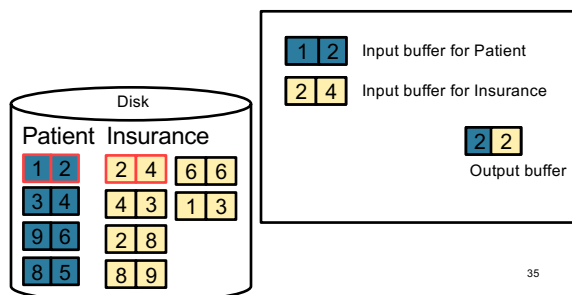 1 2 Input buffer for Patient
2 4 Input buffer for Insurance
2 2
Output buffer
Disk
Patient Insurance
1 2 2 4 6 6
3 4 4 3 1 3
9 6 2 8
8 5 8 9
35